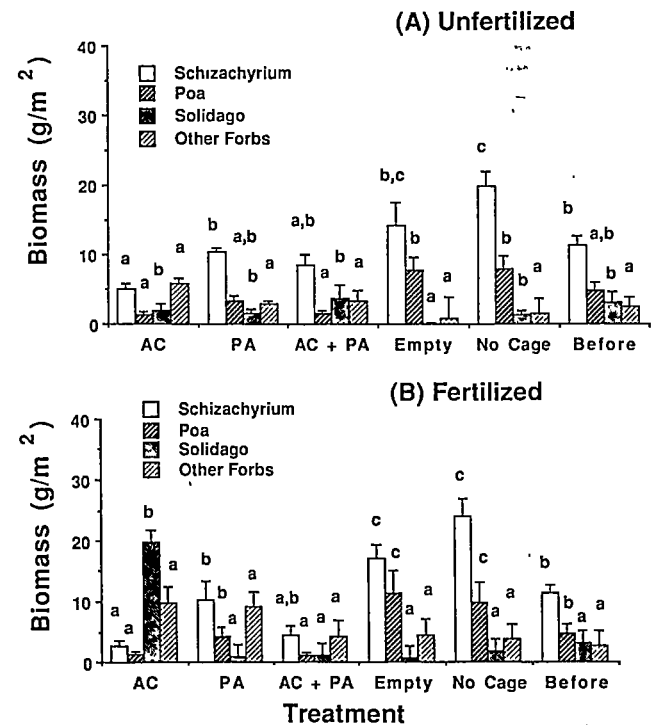 (A) Unfertilized
Biomass (g/m 2 )
40
30
20
10
0
Schizachyrium
Poa
Solidago
Other Forbs
a a b a
b a,b b a
a,b a b a
b,c b a a
c b b a
b a,b b a
AC PA AC + PA Empty No Cage Before
(B) Fertilized
Biomass (g/m 2 )
40
30
20
10
0
Schizachyrium
Poa
Solidago
Other Forbs
a a b a
b b a a
a,b a a a
c c a a
c c a a
b b a a
AC PA AC + PA Empty No Cage Before
Treatment